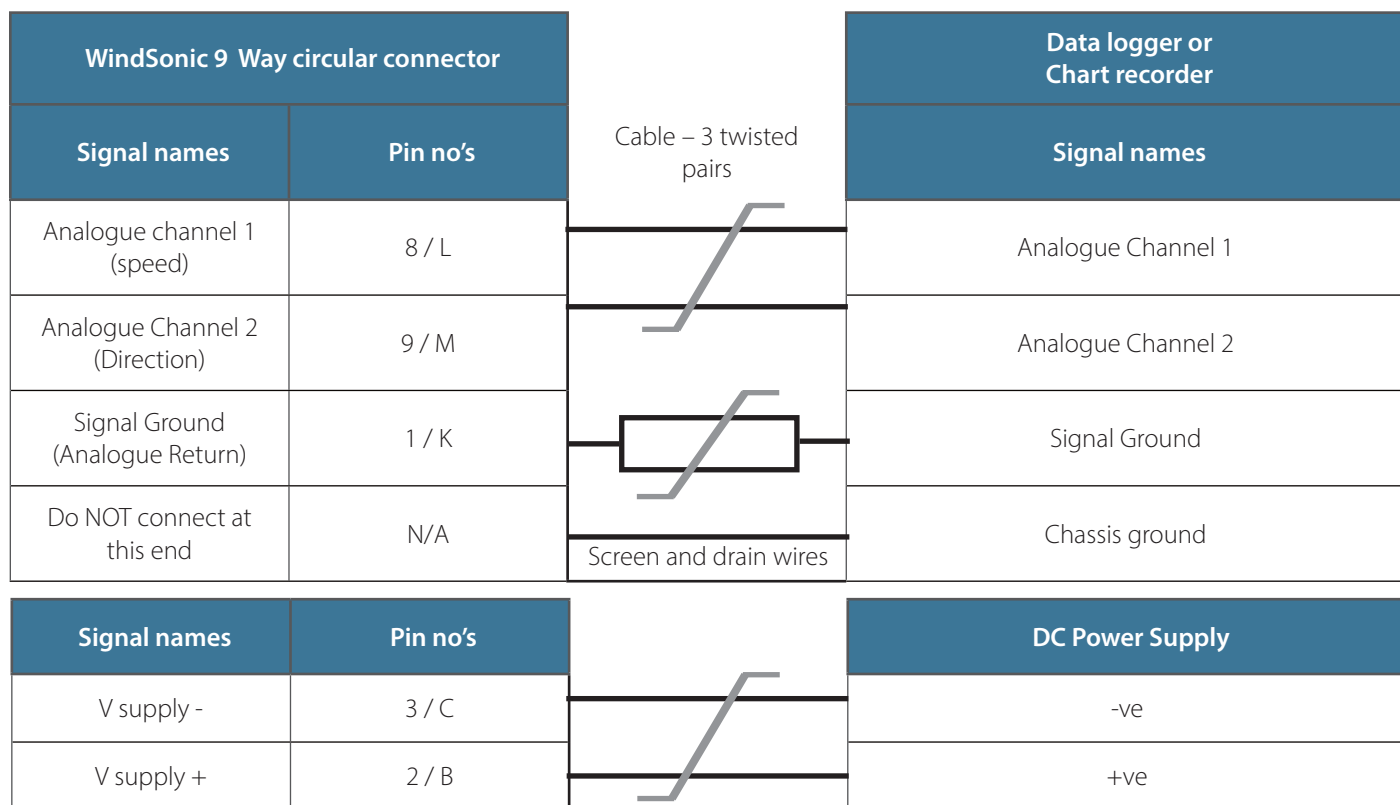 WindSonic 9 Way circular connector
Data logger or
Chart recorder
Signal names
Pin no's
Cable – 3 twisted
pairs
Signal names
Analogue channel 1
(speed)
8 / L
Analogue Channel 1
Analogue Channel 2
(Direction)
9 / M
Analogue Channel 2
Signal Ground
(Analogue Return)
1 / K
Signal Ground
Do NOT connect at
this end
N/A
Screen and drain wires
Chassis ground
Signal names
Pin no's
DC Power Supply
V supply -
3 / C
-ve
V supply +
2 / B
+ve